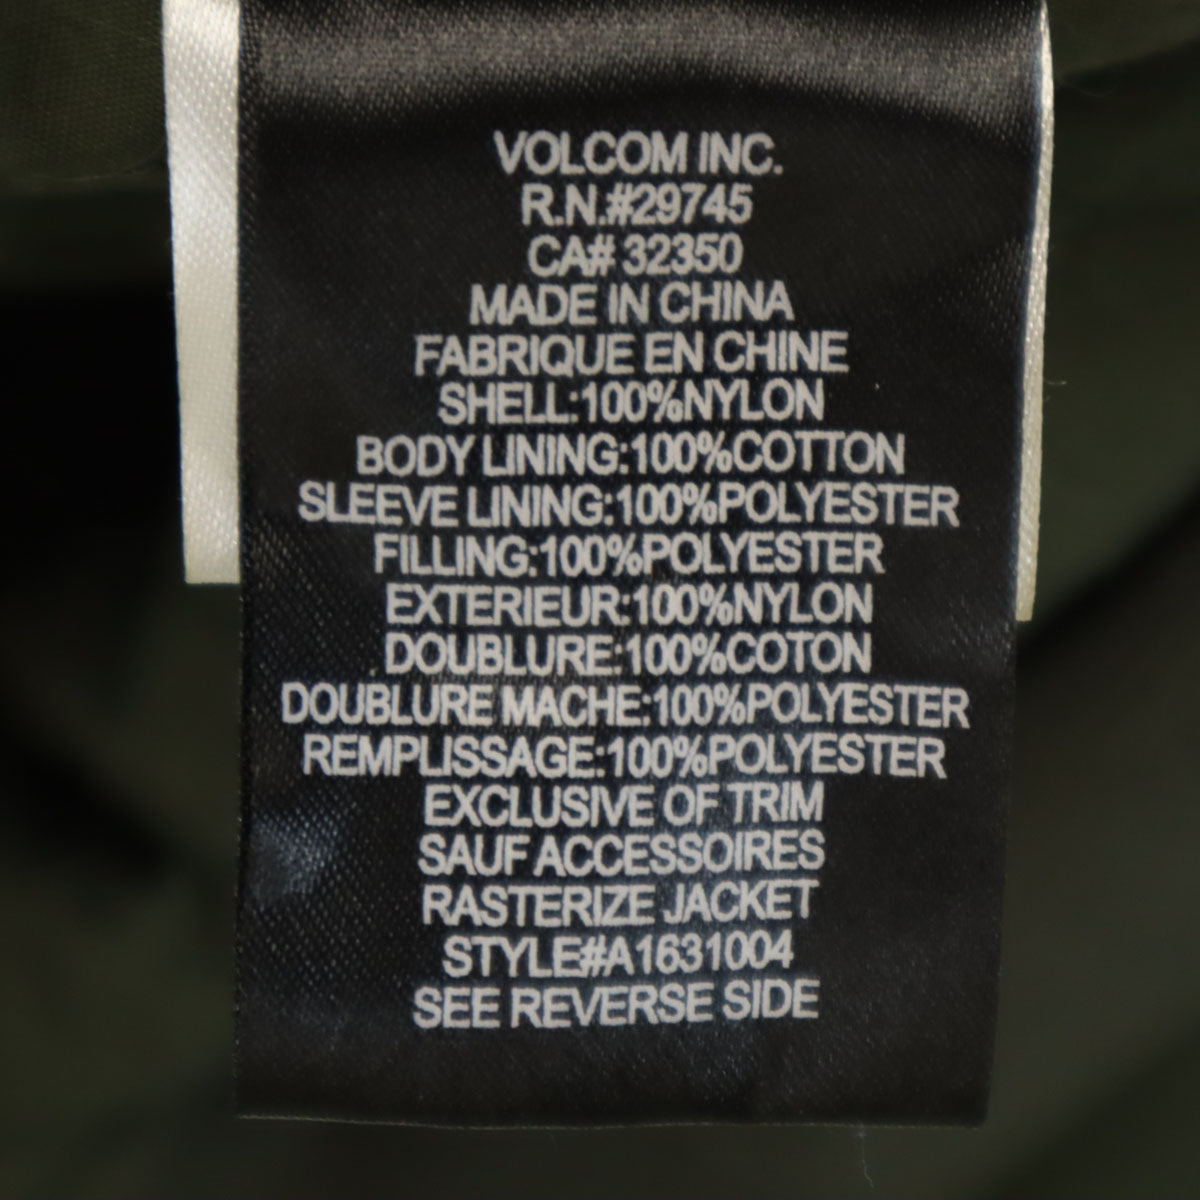 VOLCOM INC.
R.N.#29745
CA# 32350
MADE IN CHINA
FABRIQUE EN CHINE
SHELL:100%NYLON
BODY LINING:100%COTTON
SLEEVE LINING:100%POLYESTER
FILLING:100%POLYESTER
EXTERIEUR:100%NYLON
DOUBLURE:100%COTON
DOUBLURE MACHE:100%POLYESTER
REMPLISSAGE:100%POLYESTER
EXCLUSIVE OF TRIM
SAUF ACCESSOIRES
RASTERIZE JACKET
STYLE#A1631004
SEE REVERSE SIDE